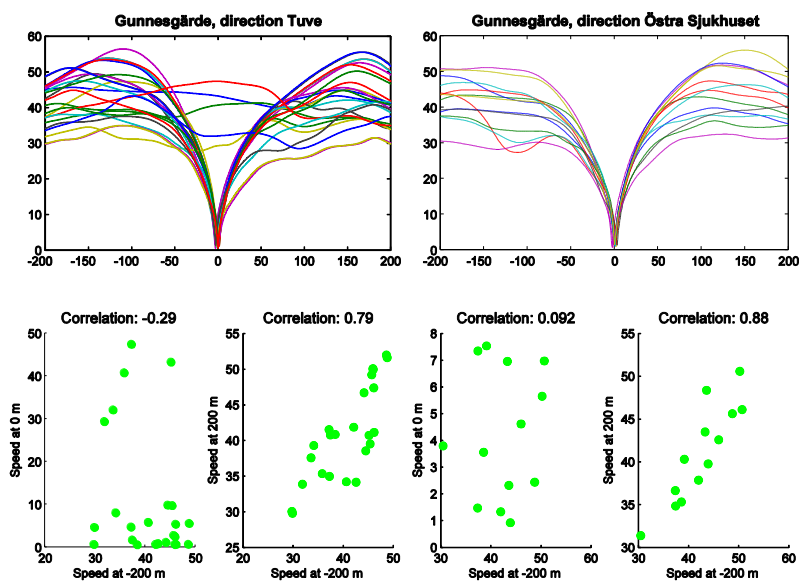 Gunnesgärde, direction Tuve
60
50
40
30
20
10
0
-200 -150 -100 -50 0 50 100 150 200
Gunnesgärde, direction Östra Sjukhuset
60
50
40
30
20
10
0
-200 -150 -100 -50 0 50 100 150 200
Correlation: -0.29
Speed at 0 m
50
40
30
20
10
0
20 30 40 50
Speed at -200 m
Correlation: 0.79
Speed at 200 m
55
50
45
40
35
30
25
20 30 40 50
Speed at -200 m
Correlation: 0.092
Speed at 0 m
8
7
6
5
4
3
2
1
0
30 40 50 60
Speed at -200 m
Correlation: 0.88
Speed at 200 m
55
50
45
40
35
30
30 40 50 60
Speed at -200 m